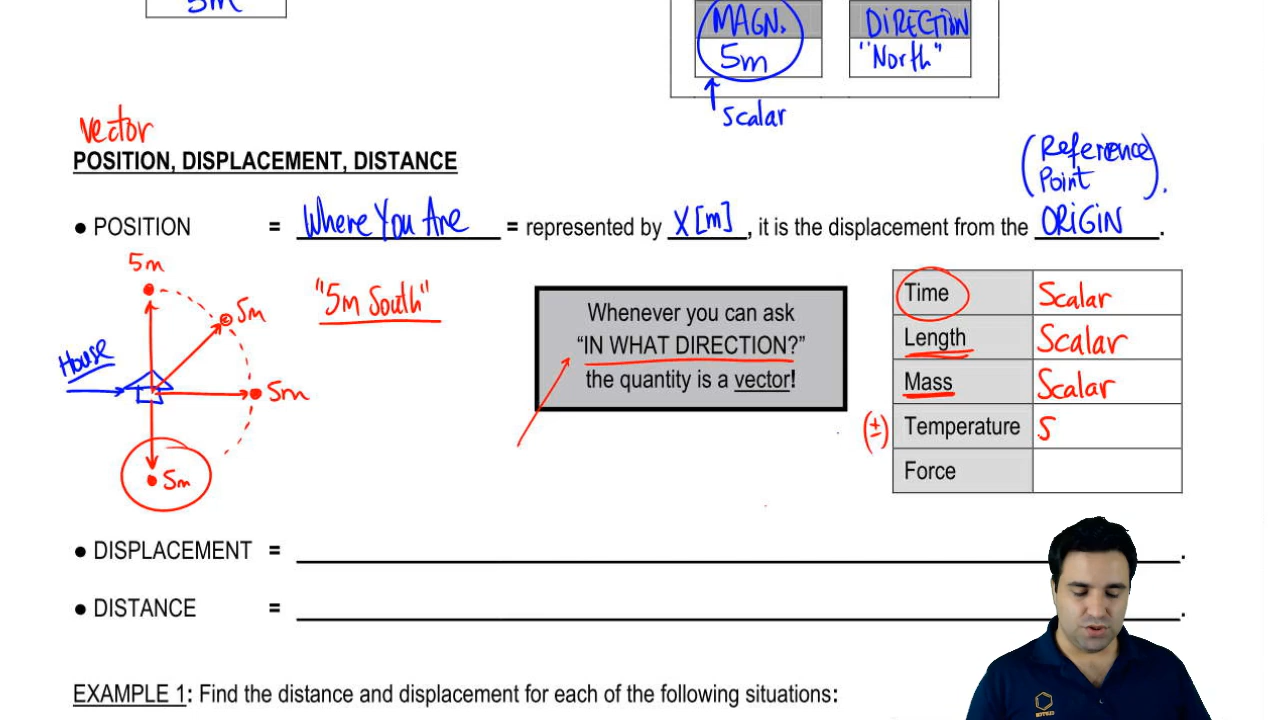 5m
MAGN. DIRECTION
5m "North"
scalar
vector
POSITION, DISPLACEMENT, DISTANCE
(Reference Point).
● POSITION = Where You Are = represented by X [m], it is the displacement from the ORIGIN.
5m
5m
"5m South"
House
5m
5m
Whenever you can ask
"IN WHAT DIRECTION?"
the quantity is a vector!
Time Scalar
Length Scalar
Mass Scalar
(±) Temperature S
Force
● DISPLACEMENT = .
● DISTANCE = .
EXAMPLE 1: Find the distance and displacement for each of the following situations: